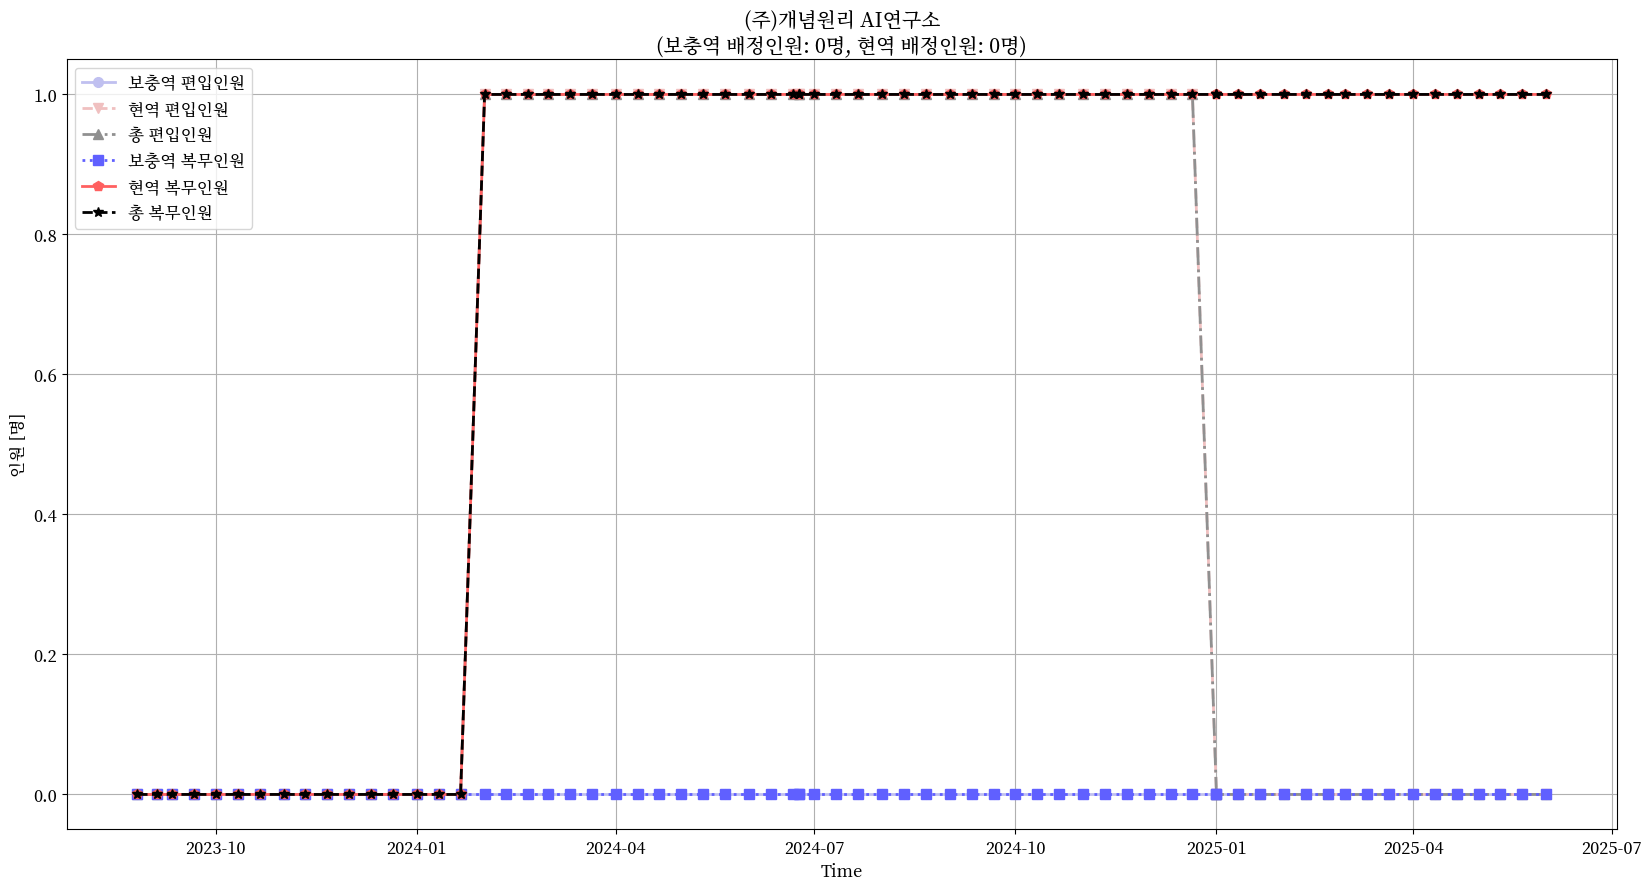 (주)개념원리 AI연구소
(보충역 배정인원: 0명, 현역 배정인원: 0명)
보충역 편입인원
현역 편입인원
총 편입인원
보충역 복무인원
현역 복무인원
총 복무인원
1.0
0.8
0.6
0.4
0.2
0.0
인원 [명]
2023-10
2024-01
2024-04
2024-07
2024-10
2025-01
2025-04
2025-07
Time